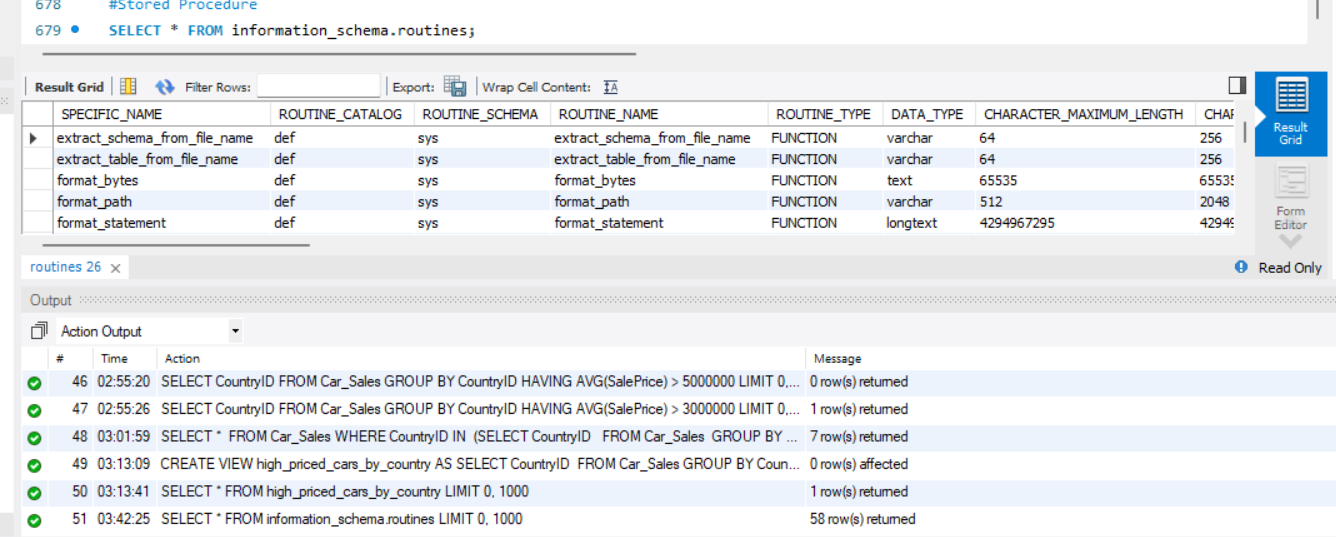 678 #Stored Procedure
679 SELECT * FROM information_schema.routines;
Result Grid Filter Rows: Export: Wrap Cell Content:
SPECIFIC_NAME ROUTINE_CATALOG ROUTINE_SCHEMA ROUTINE_NAME ROUTINE_TYPE DATA_TYPE CHARACTER_MAXIMUM_LENGTH
extract_schema_from_file_name def sys extract_schema_from_file_name FUNCTION varchar 64 256
extract_table_from_file_name def sys extract_table_from_file_name FUNCTION varchar 64 256
format_bytes def sys format_bytes FUNCTION text 65535 65535
format_path def sys format_path FUNCTION varchar 512 2048
format_statement def sys format_statement FUNCTION longtext 4294967295
Result
Grid
Form
Editor
routines 26 Read Only
Output
Action Output
# Time Action Message
46 02:55:20 SELECT CountryID FROM Car_Sales GROUP BY CountryID HAVING AVG(SalePrice) > 5000000 LIMIT 0,... 0 row(s) returned
47 02:55:26 SELECT CountryID FROM Car_Sales GROUP BY CountryID HAVING AVG(SalePrice) > 3000000 LIMIT 0,... 1 row(s) returned
48 03:01:59 SELECT * FROM Car_Sales WHERE CountryID IN (SELECT CountryID FROM Car_Sales GROUP BY ... 7 row(s) returned
49 03:13:09 CREATE VIEW high_priced_cars_by_country AS SELECT CountryID FROM Car_Sales GROUP BY Coun... 0 row(s) affected
50 03:13:41 SELECT * FROM high_priced_cars_by_country LIMIT 0, 1000 1 row(s) returned
51 03:42:25 SELECT * FROM information_schema.routines LIMIT 0, 1000 58 row(s) returned